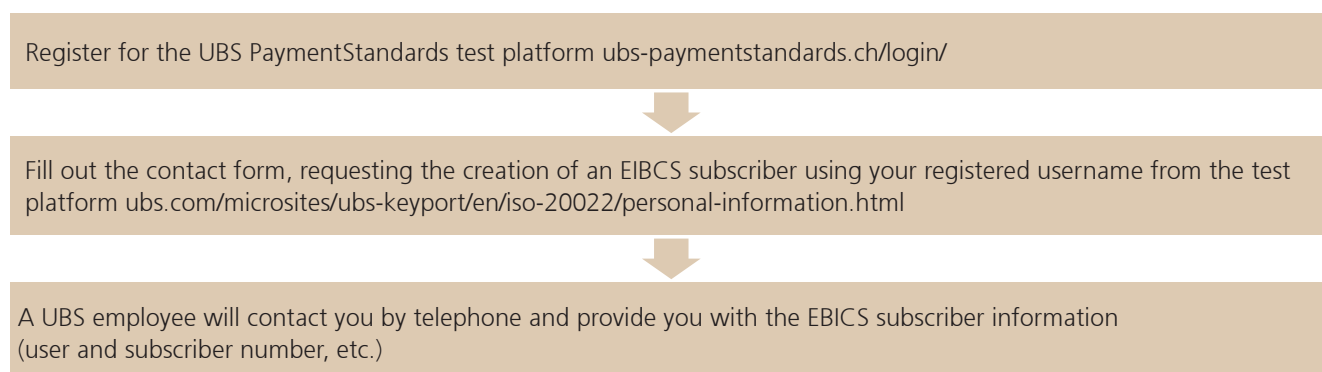 Register for the UBS PaymentStandards test platform ubs-paymentstandards.ch/login/
Fill out the contact form, requesting the creation of an EIBCS subscriber using your registered username from the test
platform ubs.com/microsites/ubs-keyport/en/iso-20022/personal-information.html
A UBS employee will contact you by telephone and provide you with the EBICS subscriber information
(user and subscriber number, etc.)